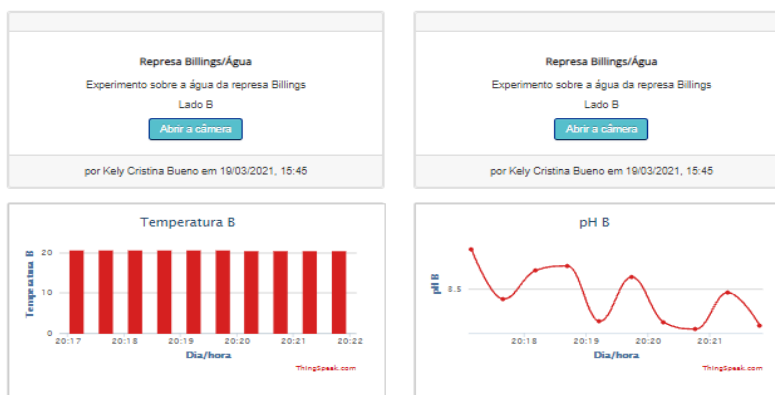 Represa Billings/Água
Experimento sobre a água da represa Billings
Lado B
Abrir a câmera
por Kely Cristina Bueno em 19/03/2021, 15:45
Represa Billings/Água
Experimento sobre a água da represa Billings
Lado B
Abrir a câmera
por Kely Cristina Bueno em 19/03/2021, 15:45
Temperatura B
Temperatura B
20
10
0
20:17 20:18 20:19 20:20 20:21 20:22
Dia/hora
ThingSpeak.com
pH B
pH B
8.5
20:18 20:19 20:20 20:21
Dia/hora
ThingSpeak.com